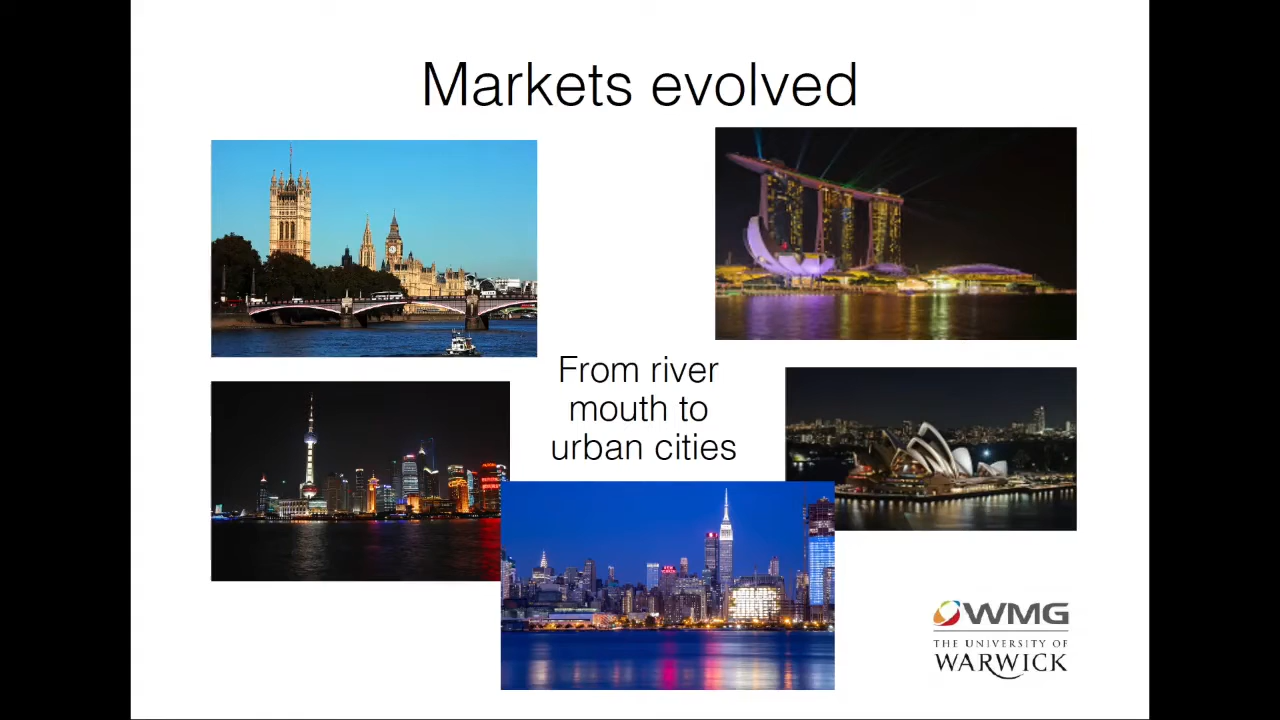 Markets evolved
From river
mouth to
urban cities
WMG
THE UNIVERSITY OF
WARWICK